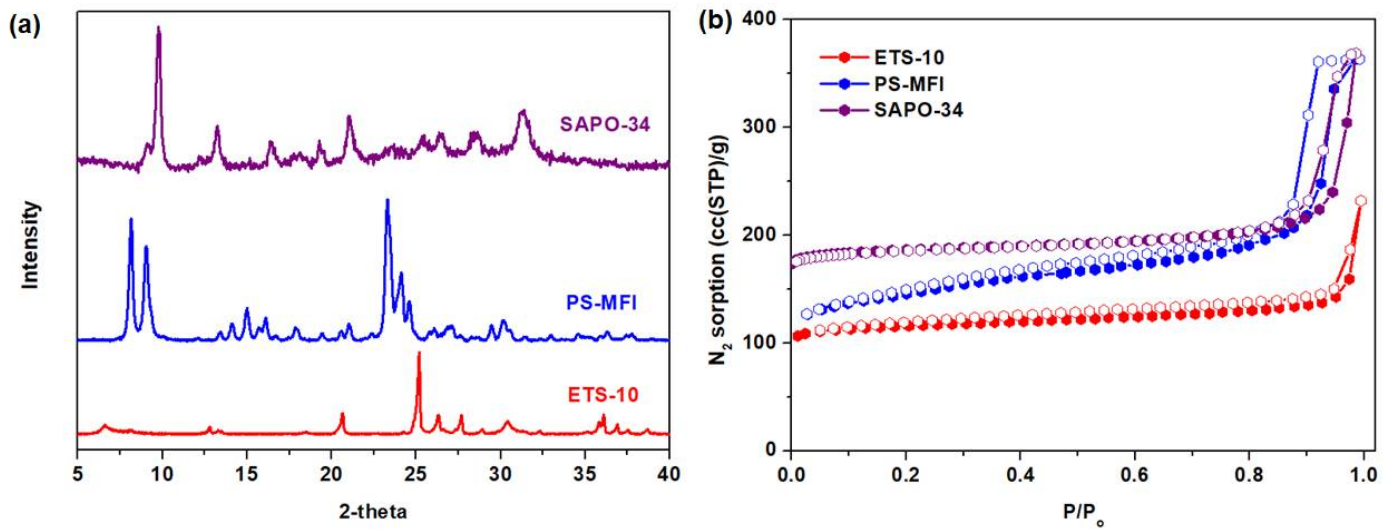 (a)
Intensity
SAPO-34
PS-MFI
ETS-10
5 10 15 20 25 30 35 40
2-theta
(b)
N₂ sorption (cc(STP)/g)
400
300
200
100
0
ETS-10
PS-MFI
SAPO-34
0.0 0.2 0.4 0.6 0.8 1.0
P/Pₒ